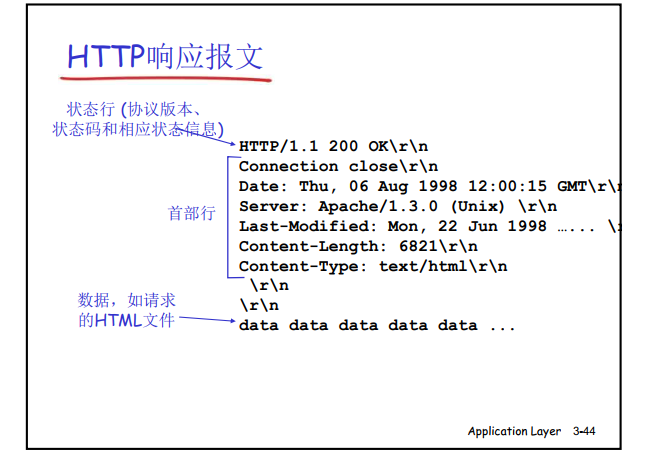 HTTP响应报文
状态行 (协议版本、
状态码和相应状态信息)
HTTP/1.1 200 OK\r\n
Connection close\r\n
Date: Thu, 06 Aug 1998 12:00:15 GMT\r\n
Server: Apache/1.3.0 (Unix) \r\n
Last-Modified: Mon, 22 Jun 1998 …... \r
Content-Length: 6821\r\n
Content-Type: text/html\r\n
\r\n
\r\n
首部行
数据，如请求
的HTML文件
data data data data data ...
Application Layer 3-44